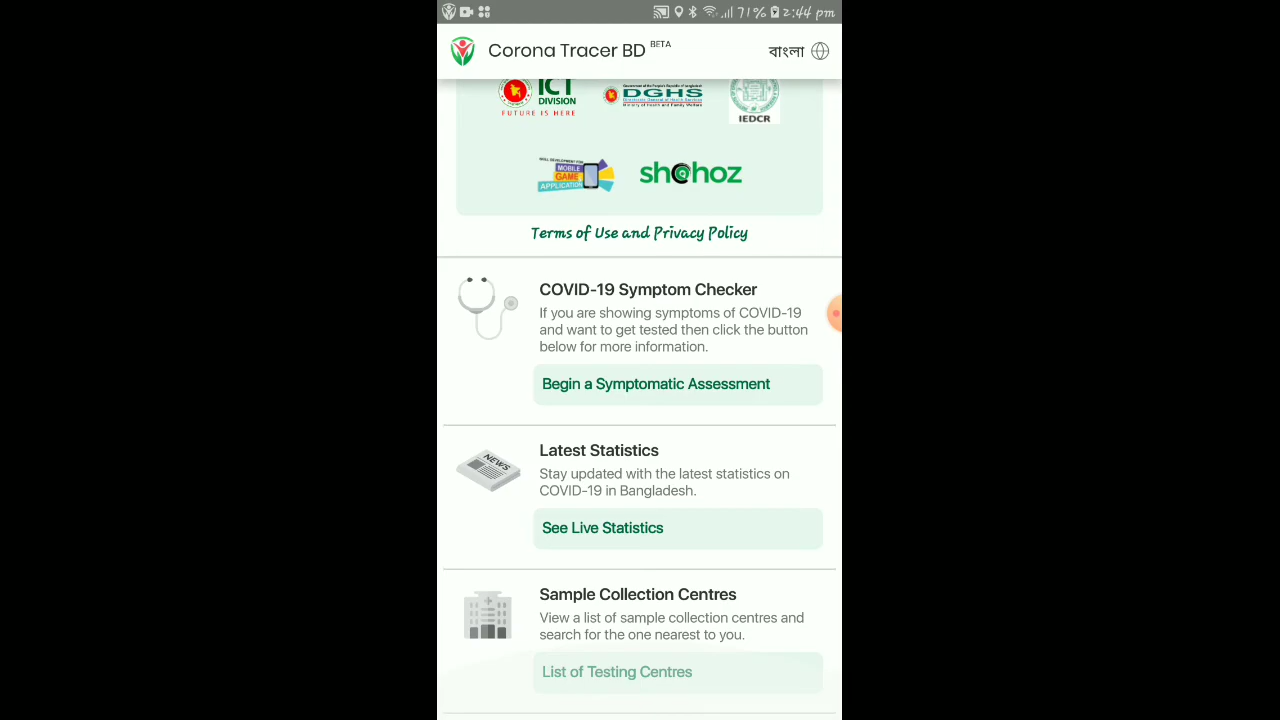 71% 2:44 pm
Corona Tracer BD BETA
বাংলা
ICT
DIVISION
FUTURE IS HERE
DGHS
IEDCR
MOBILE
GAME
APPLICATION
shohoz
Terms of Use and Privacy Policy
COVID-19 Symptom Checker
If you are showing symptoms of COVID-19
and want to get tested then click the button
below for more information.
Begin a Symptomatic Assessment
NEWS
Latest Statistics
Stay updated with the latest statistics on
COVID-19 in Bangladesh.
See Live Statistics
Sample Collection Centres
View a list of sample collection centres and
search for the one nearest to you.
List of Testing Centres